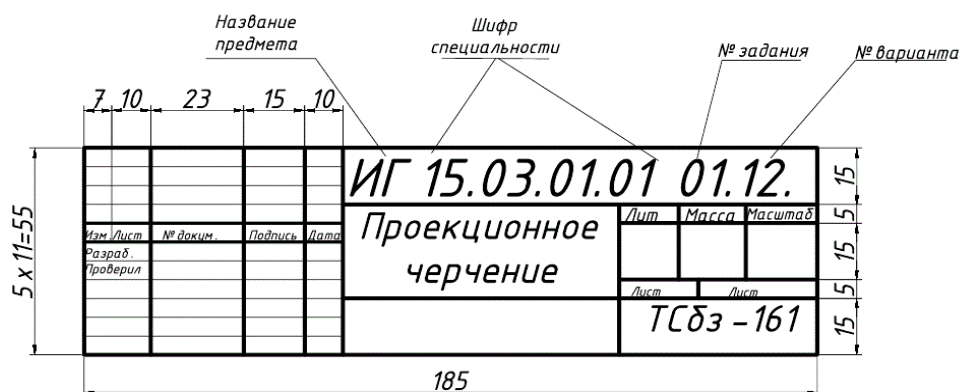 Название
предмета
Шифр
специальности
№ задания
№ варианта
7 10 23 15 10
ИГ 15.03.01.01 01.12.
15
Лит Масса Масштаб
5
Проекционное
черчение
15
Изм. Лист № докум. Подпись Дата
Разраб.
Проверил
5 x 11=55
Лист Лист
5
ТСбз -161
15
185